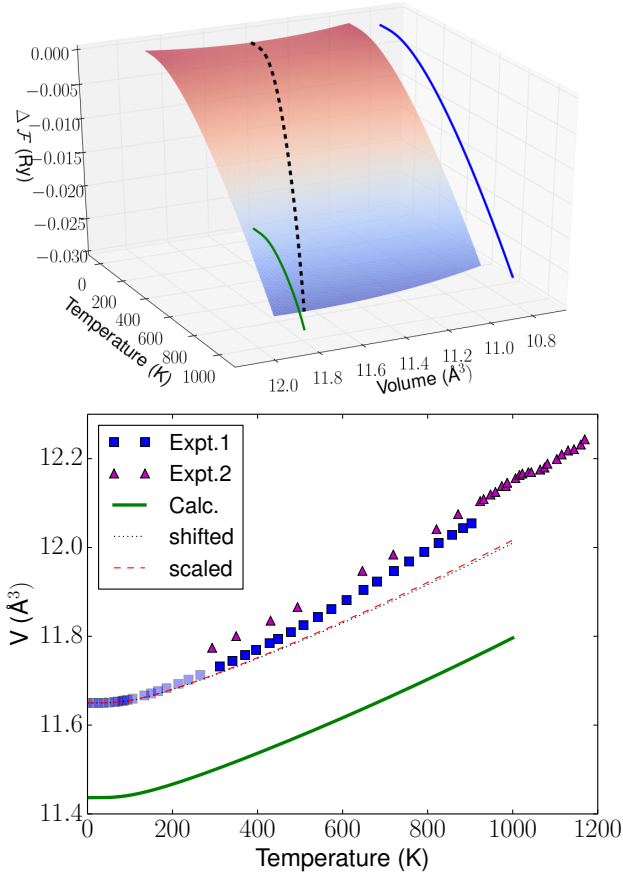 0.000
−0.005
−0.010
−0.015
−0.020
−0.025
−0.030
Δ F (Ry)
0
200
400
600
800
1000
Temperature (K)
12.0
11.8
11.6
11.4
11.2
11.0
10.8
Volume (Å³)
Expt.1
Expt.2
Calc.
shifted
scaled
12.2
12.0
11.8
11.6
11.4
V (Å³)
0 200 400 600 800 1000 1200
Temperature (K)